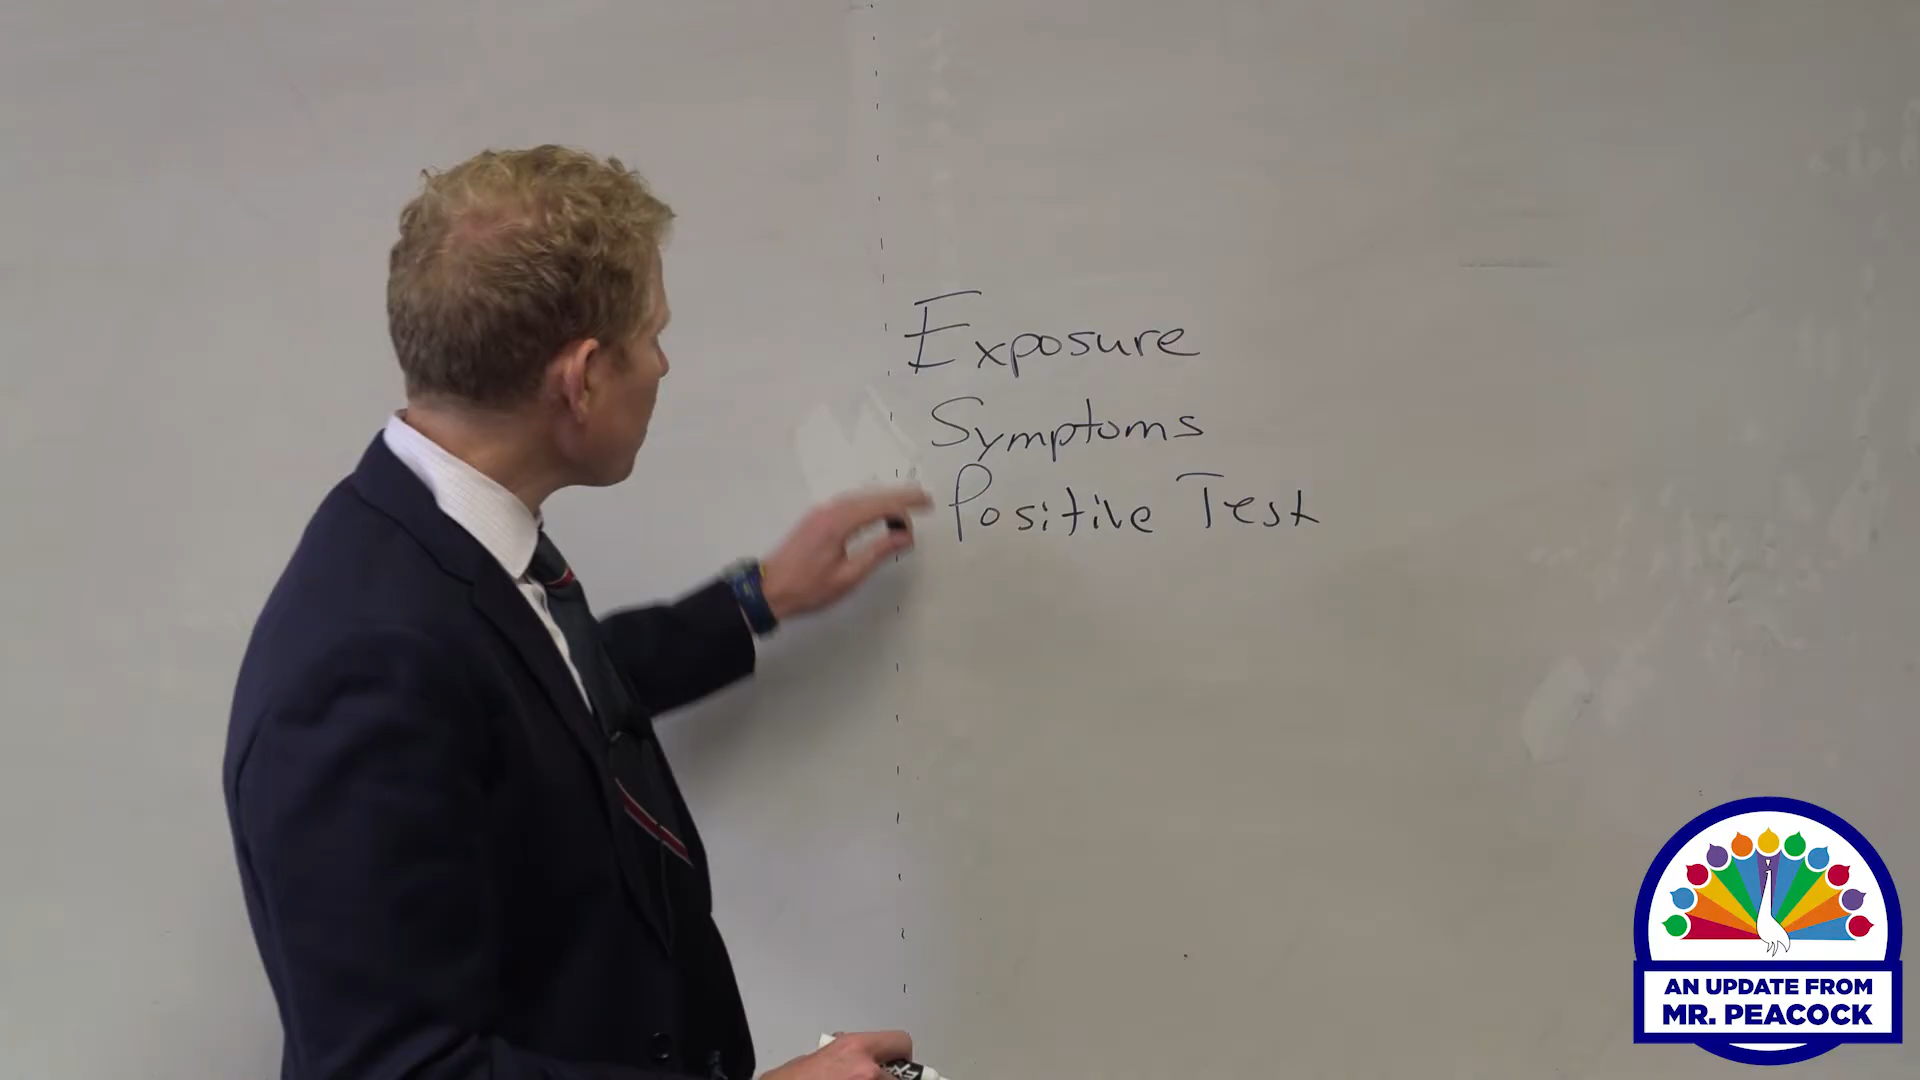 Exposure
Symptoms
Positive Test
AN UPDATE FROM
MR. PEACOCK